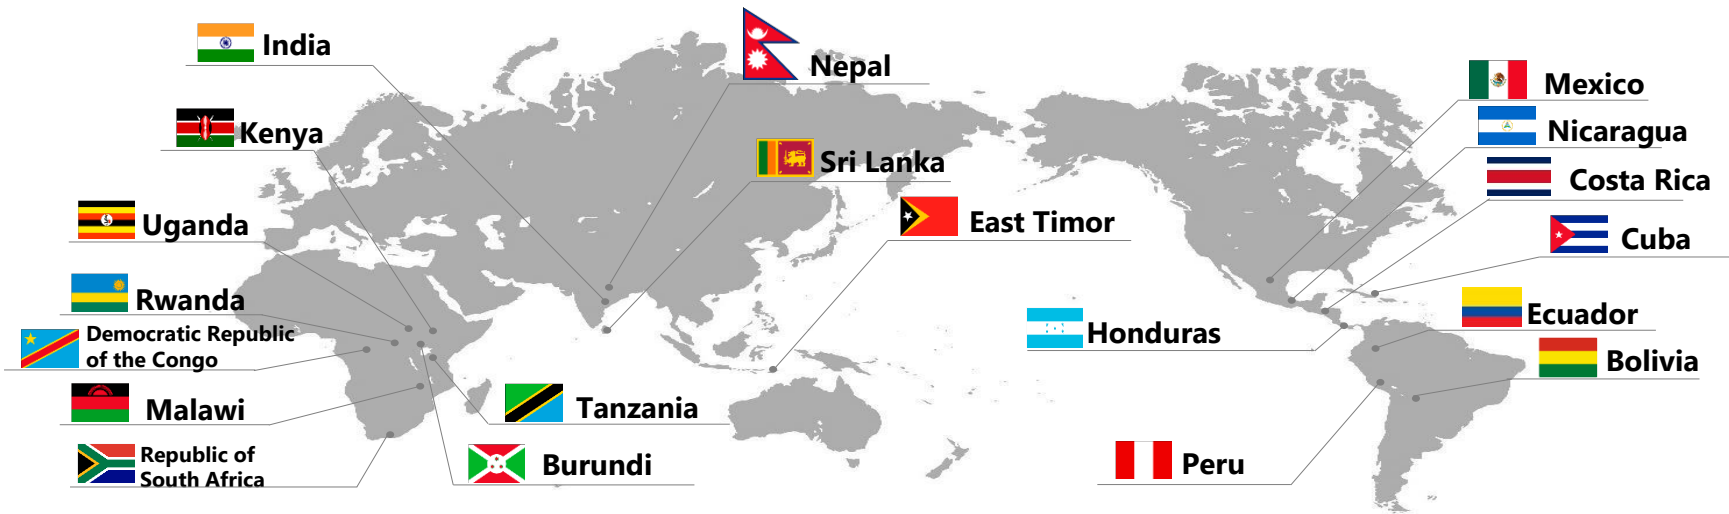 India
Nepal
Mexico
Kenya
Nicaragua
Sri Lanka
Costa Rica
Uganda
East Timor
Cuba
Rwanda
Ecuador
Democratic Republic
of the Congo
Honduras
Bolivia
Malawi
Tanzania
Republic of
South Africa
Burundi
Peru